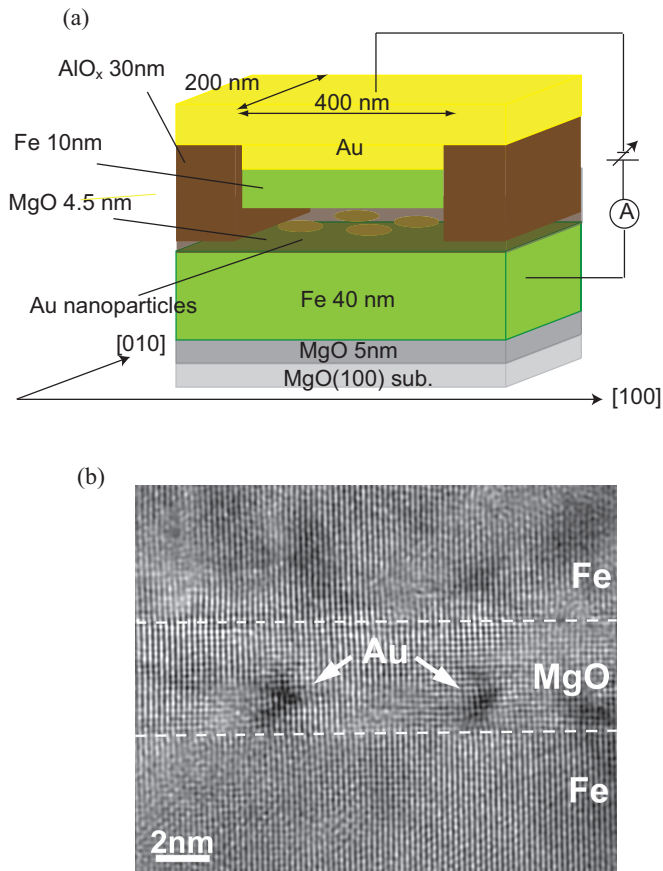 (a)
AlOₓ 30nm
200 nm
400 nm
Au
Fe 10nm
MgO 4.5 nm
A
Au nanoparticles
Fe 40 nm
[010]
MgO 5nm
MgO(100) sub.
[100]
(b)
Fe
Au
MgO
Fe
2nm